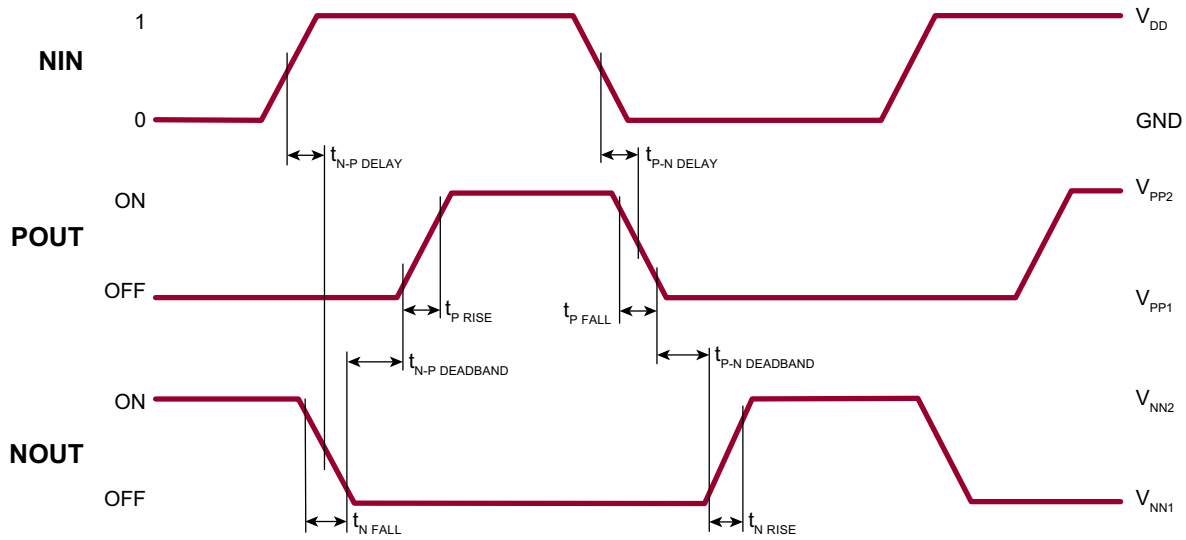 1
V_DD
NIN
0
GND
t_N-P DELAY
t_P-N DELAY
ON
V_PP2
POUT
OFF
V_PP1
t_P RISE
t_P FALL
t_N-P DEADBAND
t_P-N DEADBAND
ON
V_NN2
NOUT
OFF
V_NN1
t_N FALL
t_N RISE